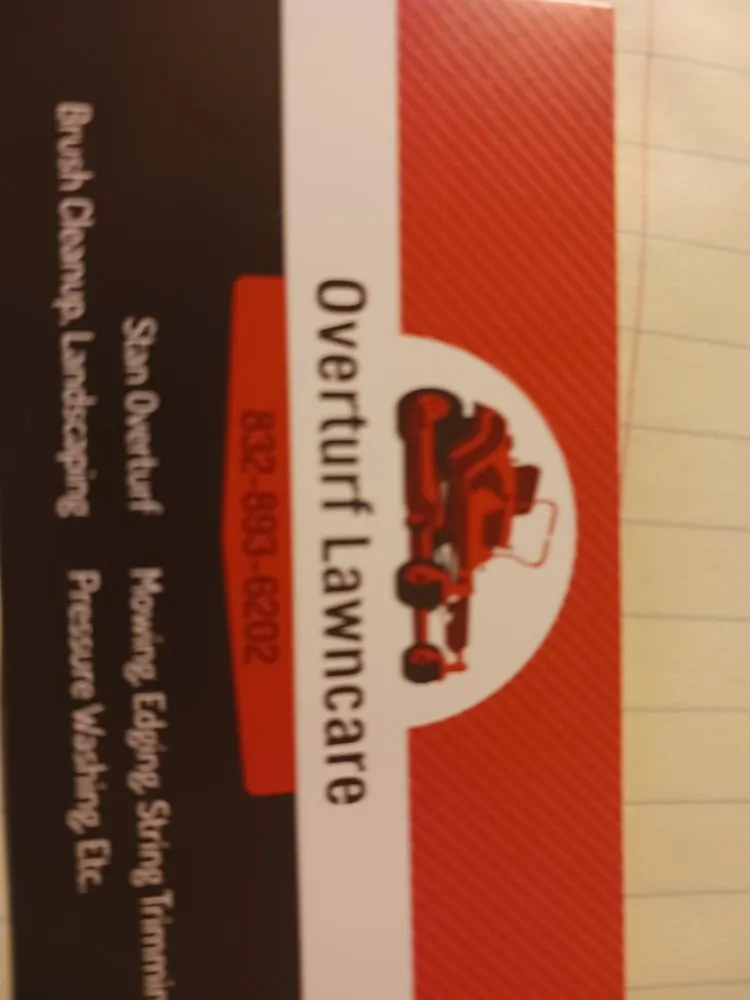 Overturf Lawncare
832-893-6202
Stan Overturf Mowing, Edging, String Trimmin
Brush Cleanup, Landscaping Pressure Washing, Etc.